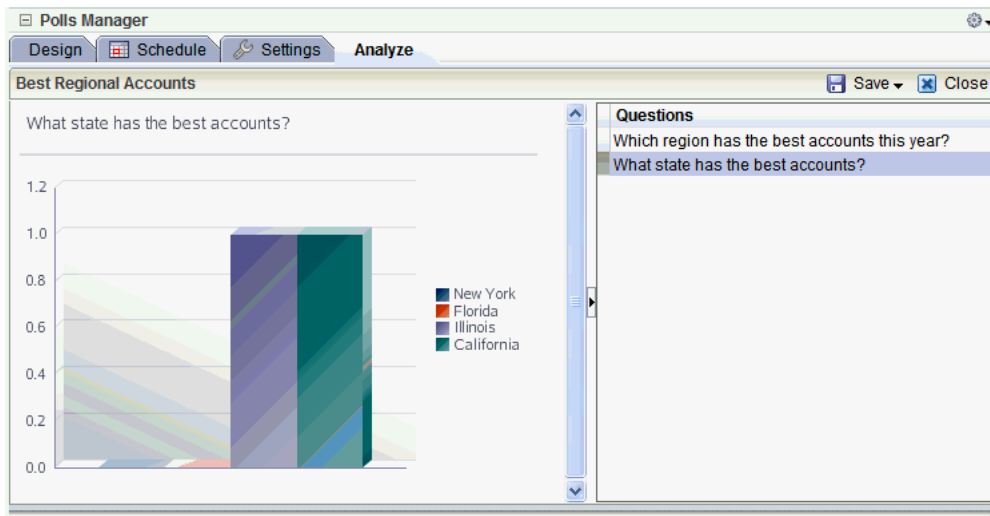 Polls Manager
Design Schedule Settings Analyze
Best Regional Accounts Save Close
What state has the best accounts?
1.2
1.0
0.8
0.6
0.4
0.2
0.0
New York
Florida
Illinois
California
Questions
Which region has the best accounts this year?
What state has the best accounts?